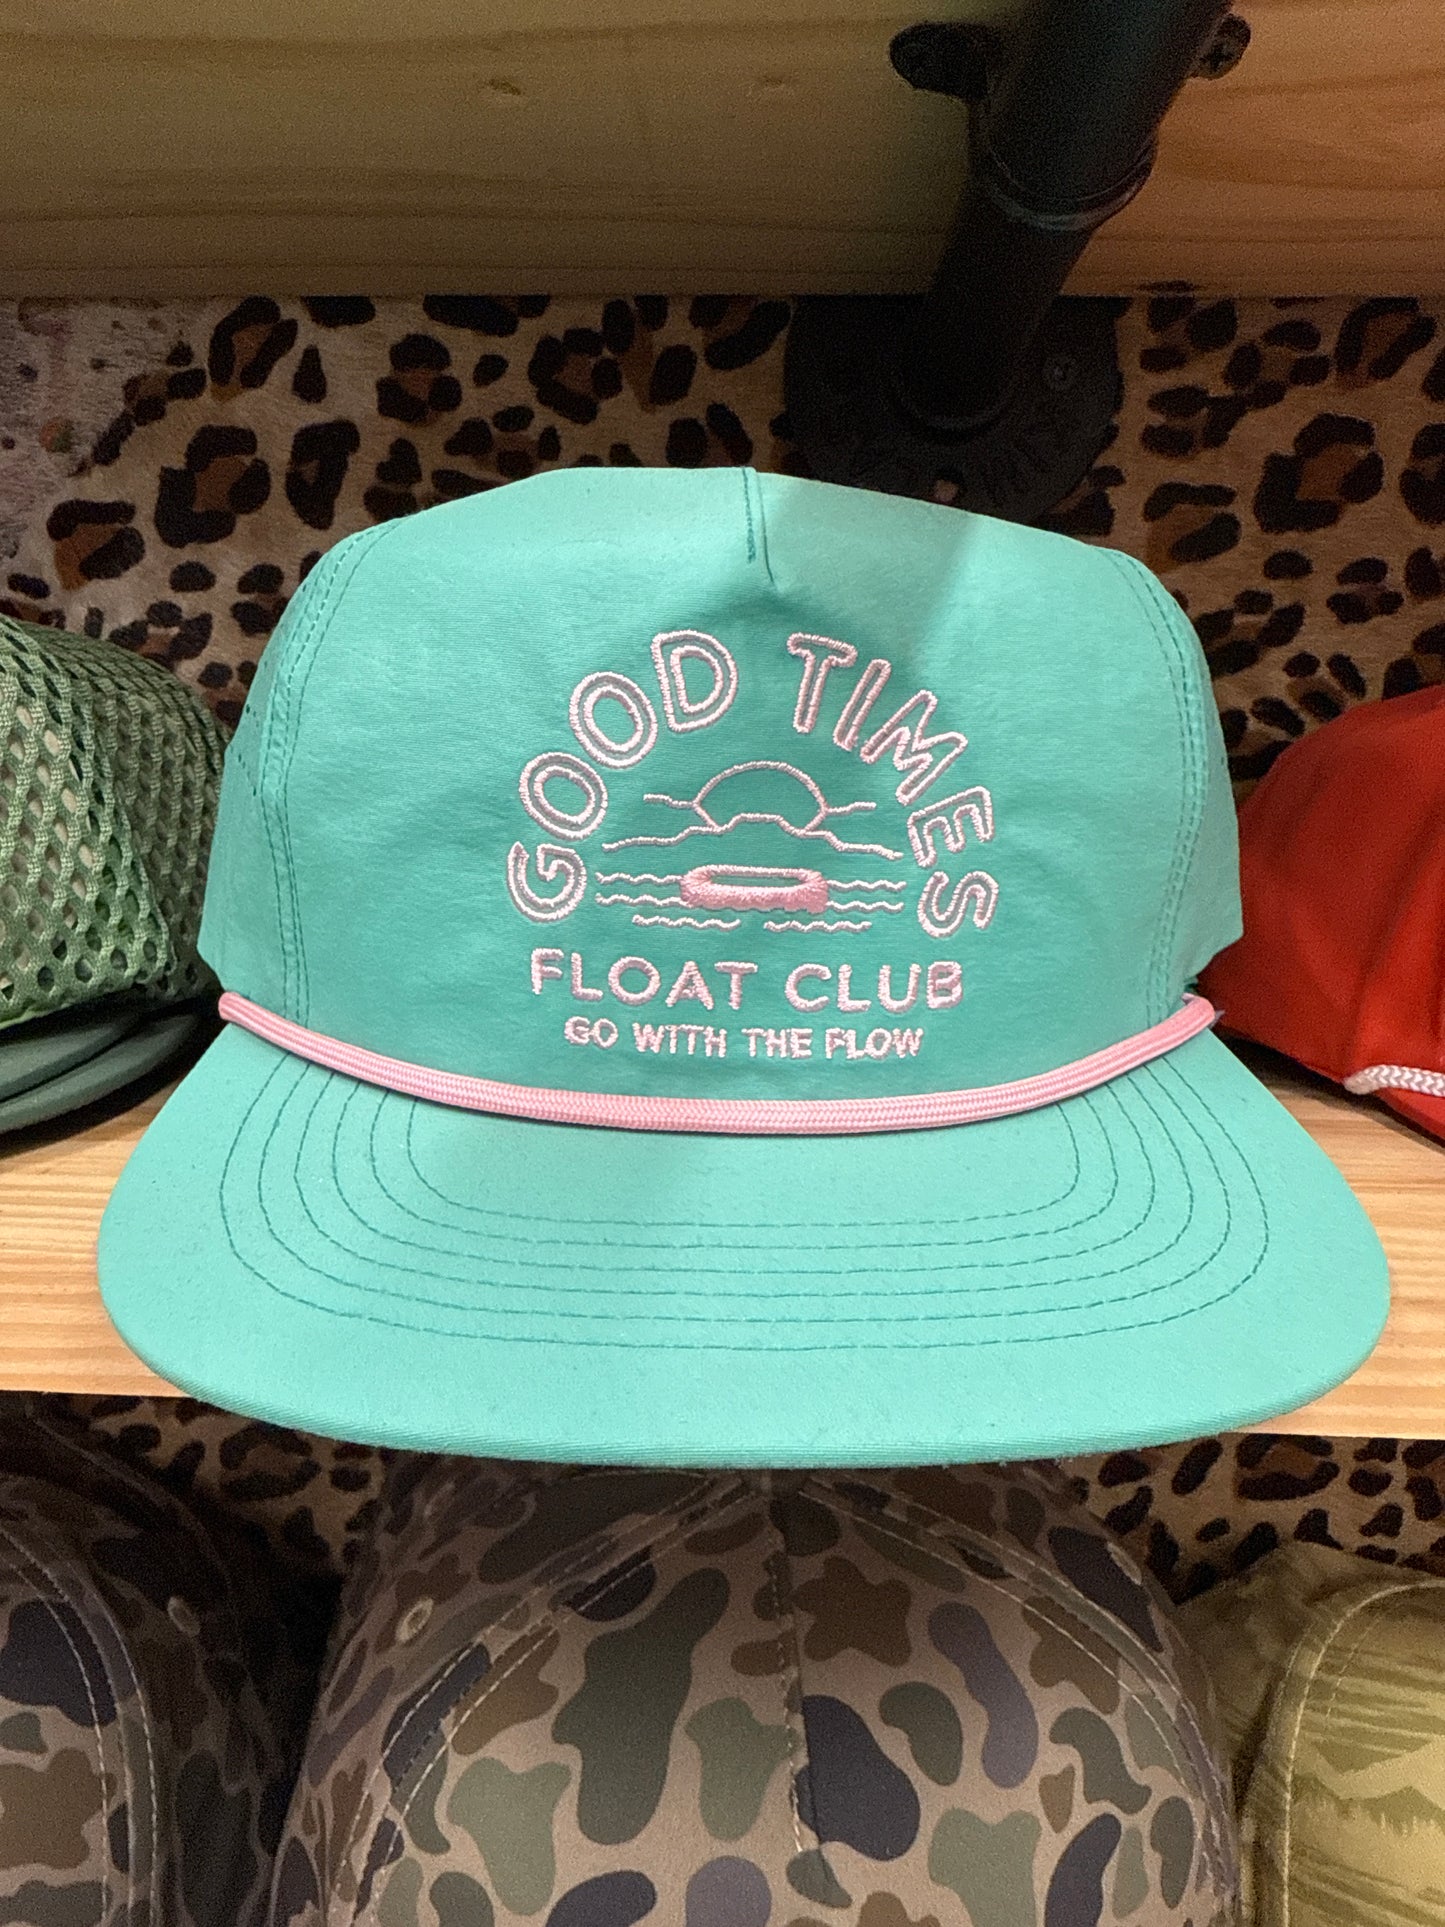 GOOD TIMES
FLOAT CLUB
GO WITH THE FLOW